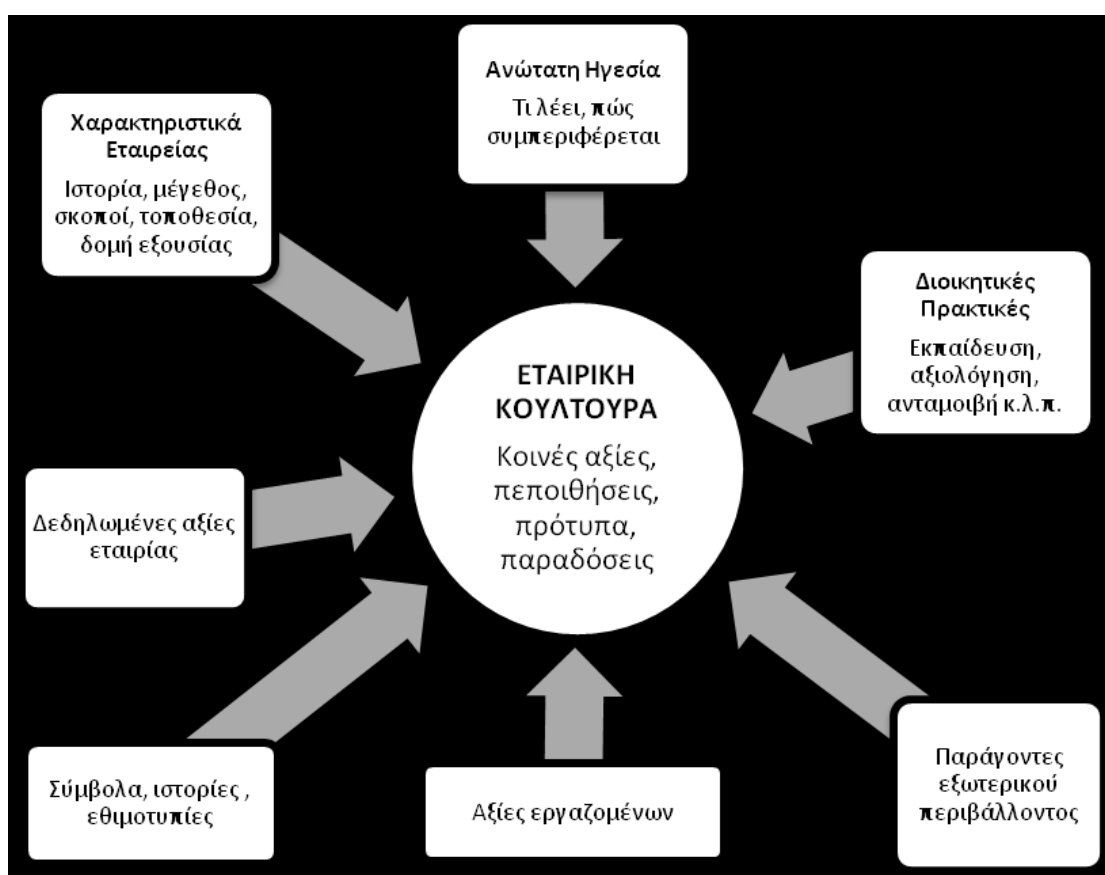 Ανώτατη Ηγεσία
Τι λέει, πώς
συμπεριφέρεται
Χαρακτηριστικά
Εταιρείας
Ιστορία, μέγεθος,
σκοποί, τοποθεσία,
δομή εξουσίας
Διοικητικές
Πρακτικές
Εκπαίδευση,
αξιολόγηση,
ανταμοιβή κ.λ.π.
ΕΤΑΙΡΙΚΗ
ΚΟΥΛΤΟΥΡΑ
Κοινές αξίες,
πεποιθήσεις,
πρότυπα,
παραδόσεις
Δεδηλωμένες αξίες
εταιρίας
Σύμβολα, ιστορίες ,
εθιμοτυπίες
Αξίες εργαζομένων
Παράγοντες
εξωτερικού
περιβάλλοντος